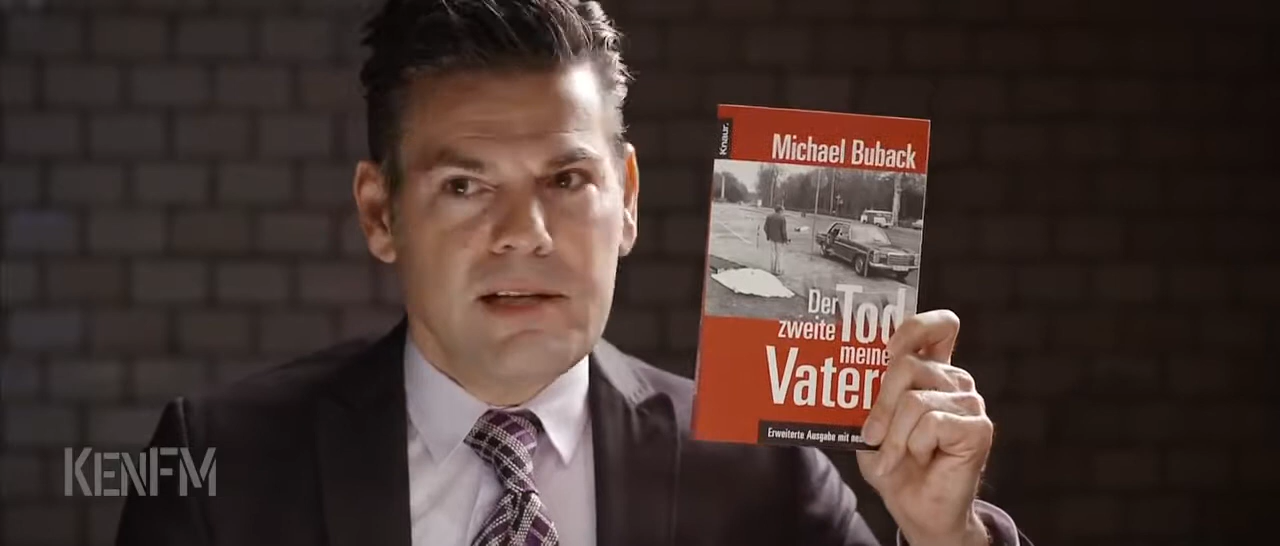 Knaur.
Michael Buback
Der
zweite
Tod
meine
Vater
Erweiterte Ausgabe mit
KENFM